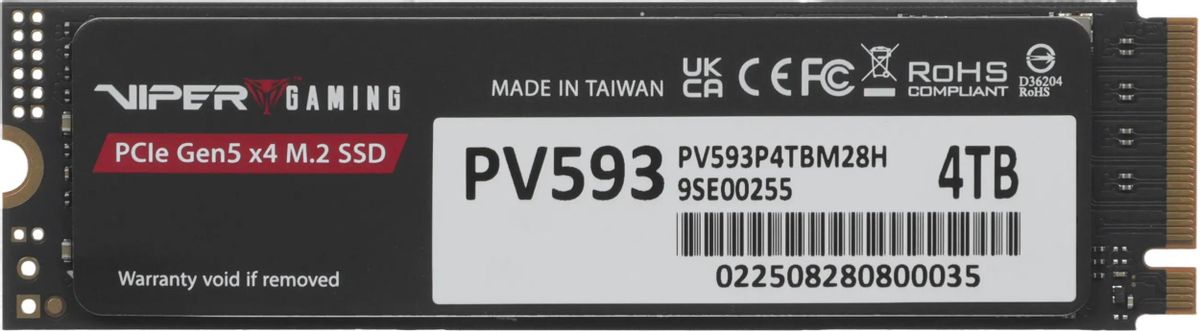 VIPER GAMING
PCIe Gen5 x4 M.2 SSD
Warranty void if removed
MADE IN TAIWAN
UK
CA
CE
FC
RoHS
COMPLIANT
D36204
RoHS
PV593
PV593P4TBM28H
9SE00255
4TB
022508280800035